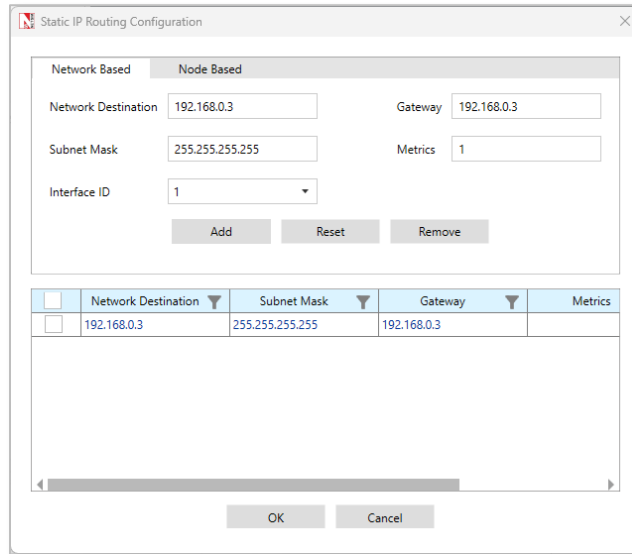 Static IP Routing Configuration
Network Based Node Based
Network Destination 192.168.0.3 Gateway 192.168.0.3
Subnet Mask 255.255.255.255 Metrics 1
Interface ID 1
Add Reset Remove
Network Destination Subnet Mask Gateway Metrics
192.168.0.3 255.255.255.255 192.168.0.3
OK Cancel